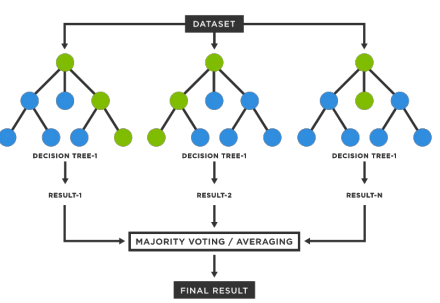 DATASET
DECISION TREE-1 DECISION TREE-1 DECISION TREE-1
RESULT-1 RESULT-2 RESULT-N
MAJORITY VOTING / AVERAGING
FINAL RESULT